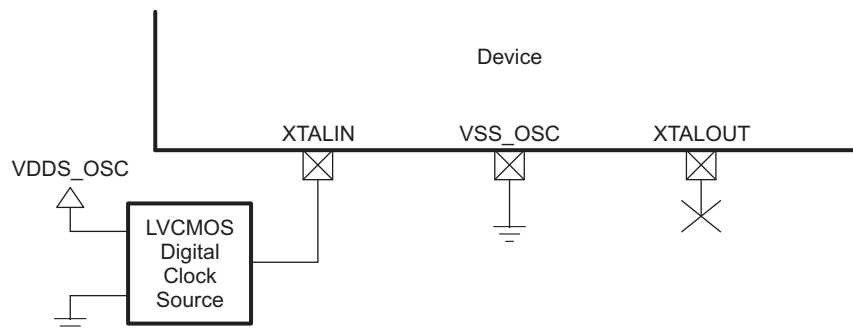 Device
XTALIN
VSS_OSC
XTALOUT
VDDS_OSC
LVCMOS
Digital
Clock
Source